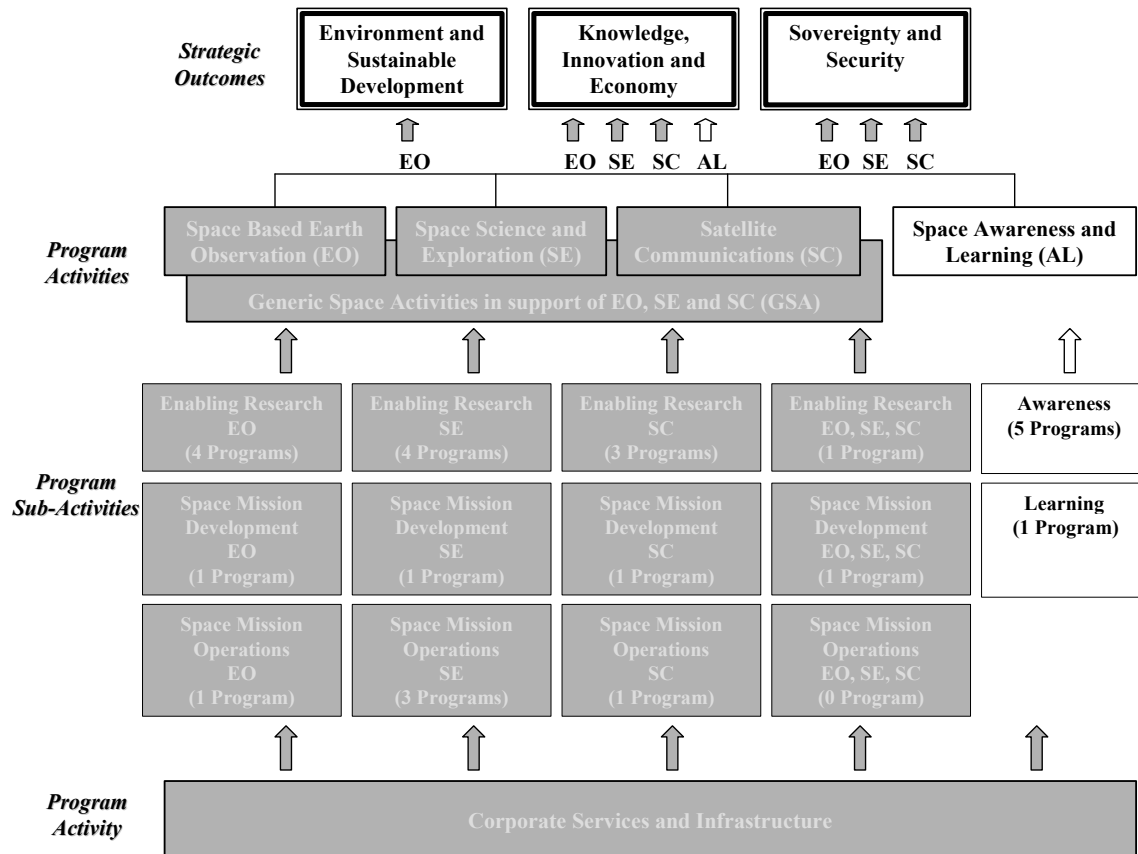 Strategic
Outcomes
Environment and
Sustainable
Development
Knowledge,
Innovation and
Economy
Sovereignty and
Security
EO
EO SE SC AL
EO SE SC
Program
Activities
Space Based Earth
Observation (EO)
Space Science and
Exploration (SE)
Satellite
Communications (SC)
Space Awareness and
Learning (AL)
Generic Space Activities in support of EO, SE and SC (GSA)
Program
Sub-Activities
Enabling Research
EO
(4 Programs)
Enabling Research
SE
(4 Programs)
Enabling Research
SC
(3 Programs)
Enabling Research
EO, SE, SC
(1 Program)
Awareness
(5 Programs)
Space Mission
Development
EO
(1 Program)
Space Mission
Development
SE
(1 Program)
Space Mission
Development
SC
(1 Program)
Space Mission
Development
EO, SE, SC
(1 Program)
Learning
(1 Program)
Space Mission
Operations
EO
(1 Program)
Space Mission
Operations
SE
(3 Programs)
Space Mission
Operations
SC
(1 Program)
Space Mission
Operations
EO, SE, SC
(0 Program)
Program
Activity
Corporate Services and Infrastructure